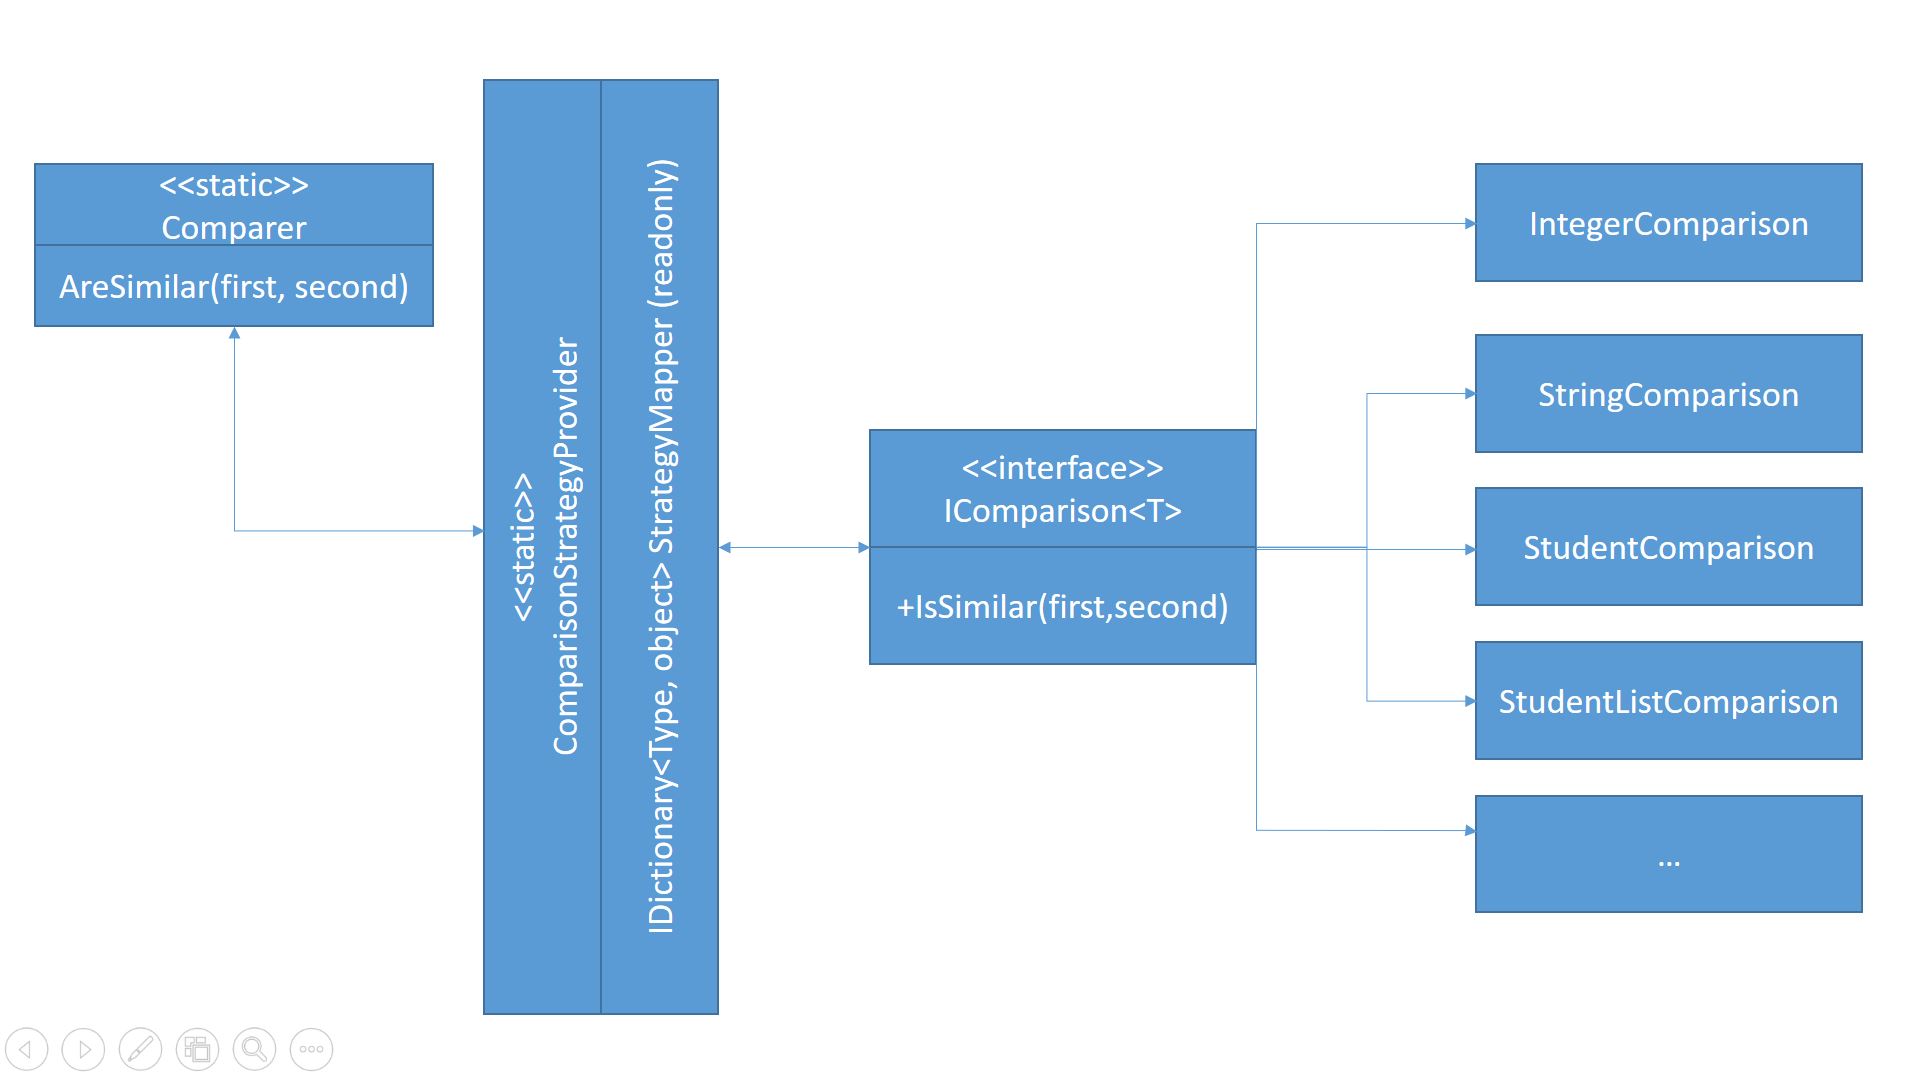 <<static>>
Comparer
AreSimilar(first, second)
<<static>>
ComparisonStrategyProvider
IDictionary<Type, object> StrategyMapper (readonly)
<<interface>>
IComparison<T>
+IsSimilar(first,second)
IntegerComparison
StringComparison
StudentComparison
StudentListComparison
...